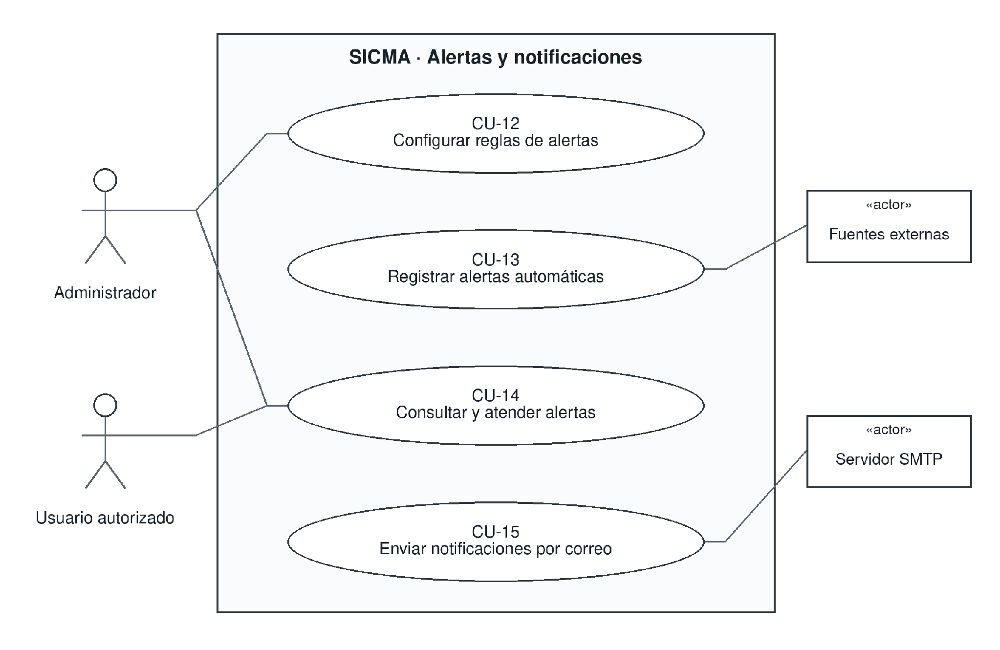 SICMA · Alertas y notificaciones
CU-12
Configurar reglas de alertas
«actor»
Fuentes externas
CU-13
Registrar alertas automáticas
Administrador
CU-14
Consultar y atender alertas
«actor»
Servidor SMTP
Usuario autorizado
CU-15
Enviar notificaciones por correo